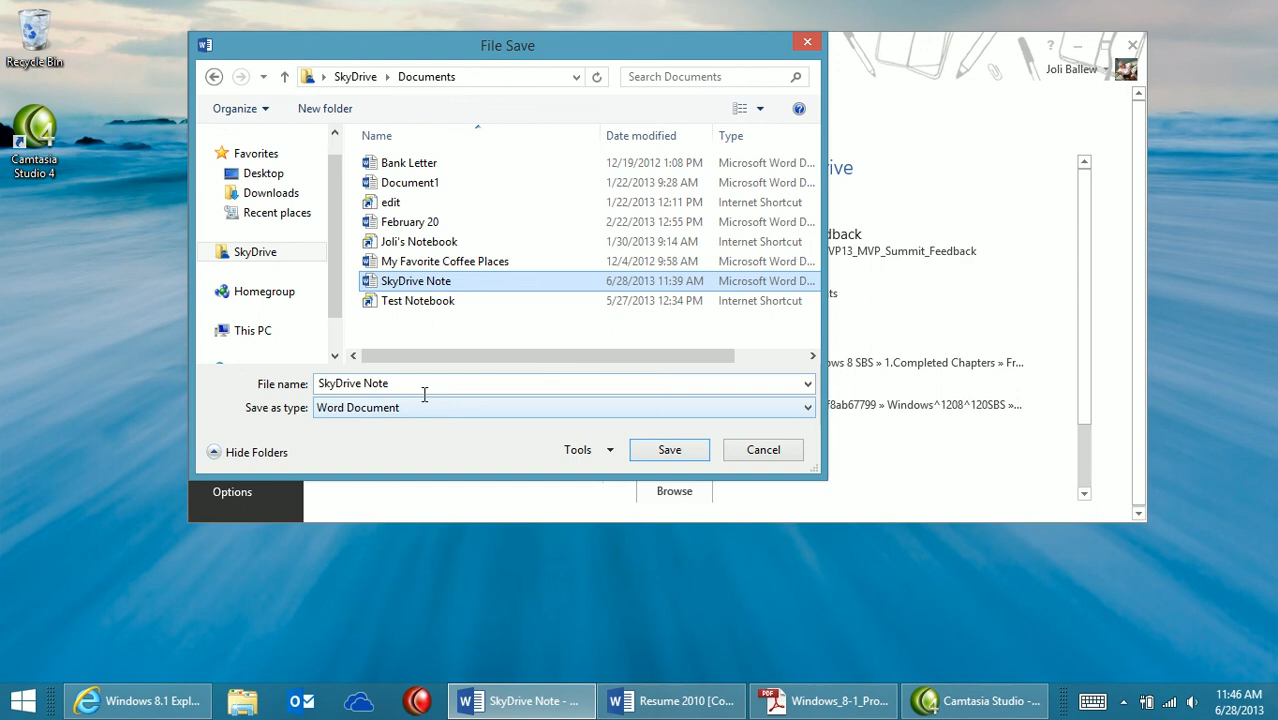 Recycle Bin
Camtasia
Studio 4
File Save
SkyDrive
Documents
Search Documents
Organize
New folder
Name
Date modified
Type
Favorites
Desktop
Downloads
Recent places
SkyDrive
Homegroup
This PC
Bank Letter 12/19/2012 1:08 PM Microsoft Word D...
Document1 1/22/2013 9:28 AM Microsoft Word D...
edit 1/22/2013 12:11 PM Internet Shortcut
February 20 2/22/2013 12:55 PM Microsoft Word D...
Joli's Notebook 1/30/2013 9:14 AM Internet Shortcut
My Favorite Coffee Places 12/4/2012 9:58 AM Microsoft Word D...
SkyDrive Note 6/28/2013 11:39 AM Microsoft Word D...
Test Notebook 5/27/2013 12:34 PM Internet Shortcut
File name: SkyDrive Note
Save as type: Word Document
Hide Folders
Tools
Save
Cancel
Options
Browse
?
Joli Ballew
rive
dback
VP13_MVP_Summit_Feedback
nts
ows 8 SBS » 1.Completed Chapters » Fr...
f8ab67799 » Windows^1208^120SBS »...
Windows 8.1 Expl...
SkyDrive Note - ...
Resume 2010 [Co...
Windows_8-1_Pro...
Camtasia Studio -...
11:46 AM
6/28/2013